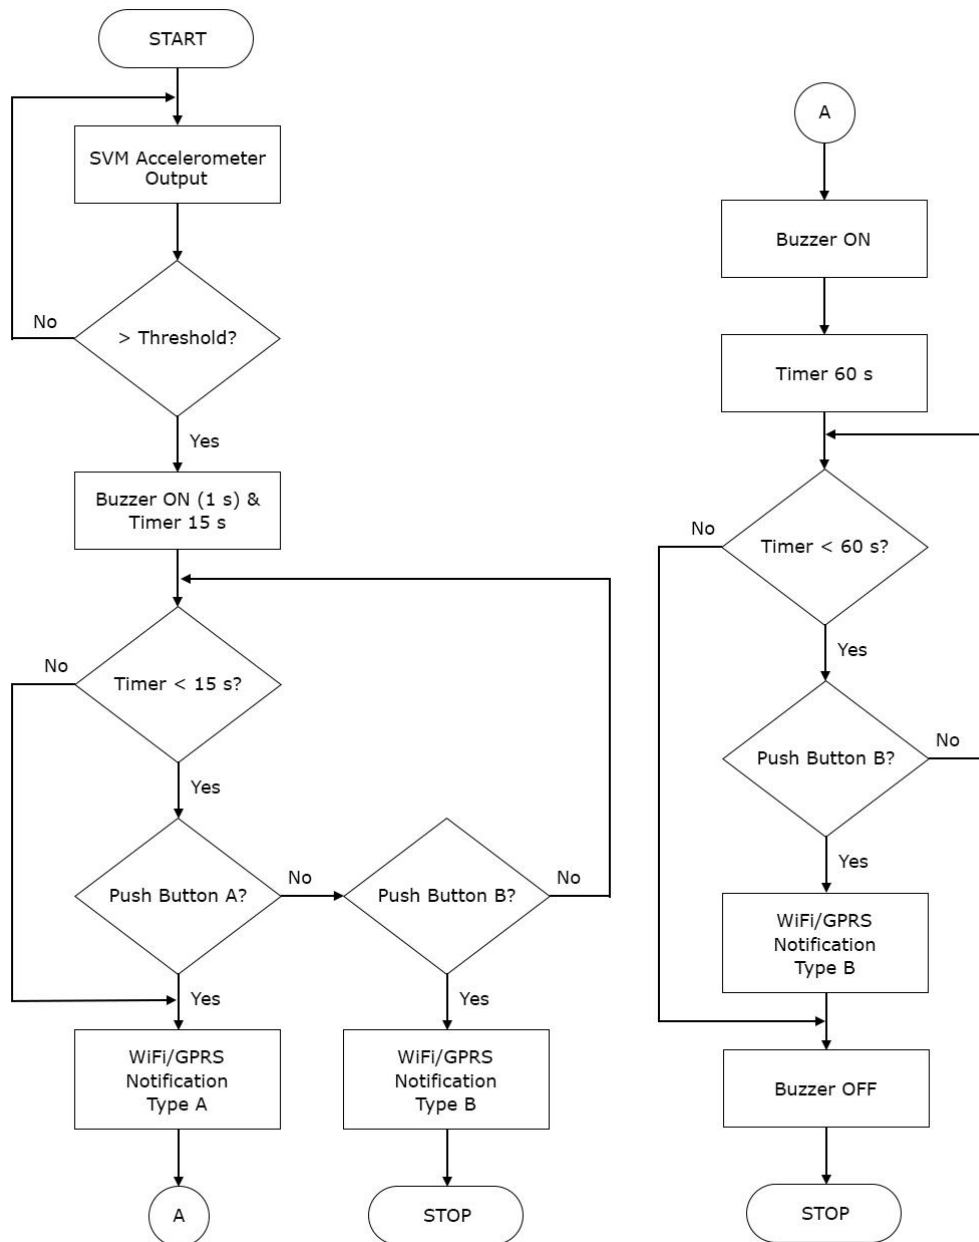 START
SVM Accelerometer
Output
> Threshold?
No
Yes
Buzzer ON (1 s) &
Timer 15 s
Timer < 15 s?
No
Yes
Push Button A?
No
Yes
Push Button B?
No
Yes
WiFi/GPRS
Notification
Type A
WiFi/GPRS
Notification
Type B
A
STOP
A
Buzzer ON
Timer 60 s
Timer < 60 s?
No
Yes
Push Button B?
No
Yes
WiFi/GPRS
Notification
Type B
Buzzer OFF
STOP